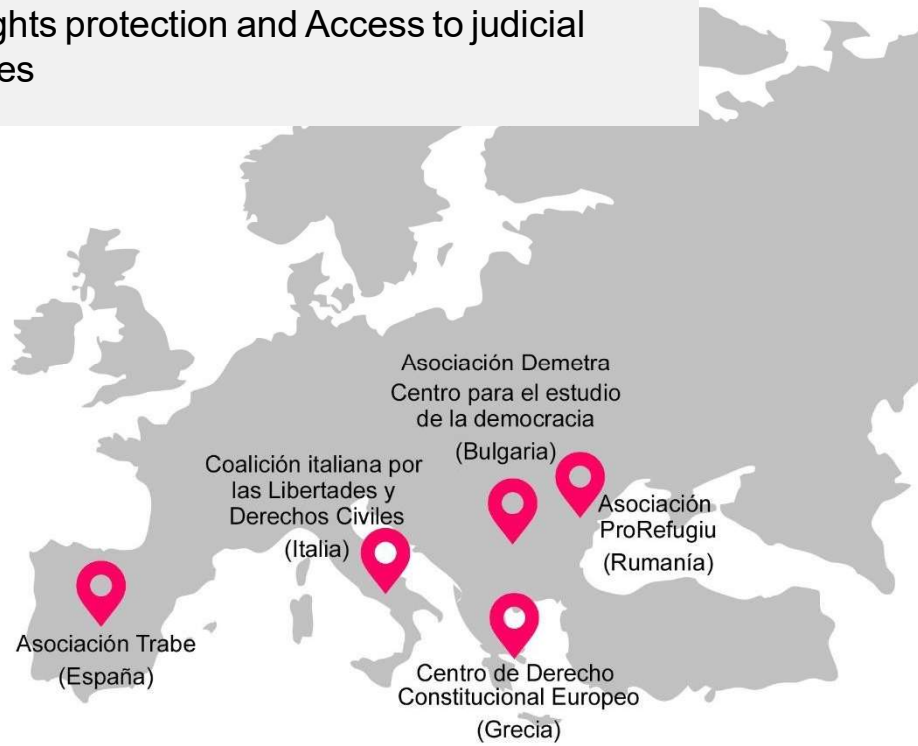 ghts protection and Access to judicial
es
Asociación Demetra
Centro para el estudio
de la democracia
(Bulgaria)
Coalición italiana por
las Libertades y
Derechos Civiles
(Italia)
Asociación
ProRefugiu
(Rumanía)
Asociación Trabe
(España)
Centro de Derecho
Constitucional Europeo
(Grecia)